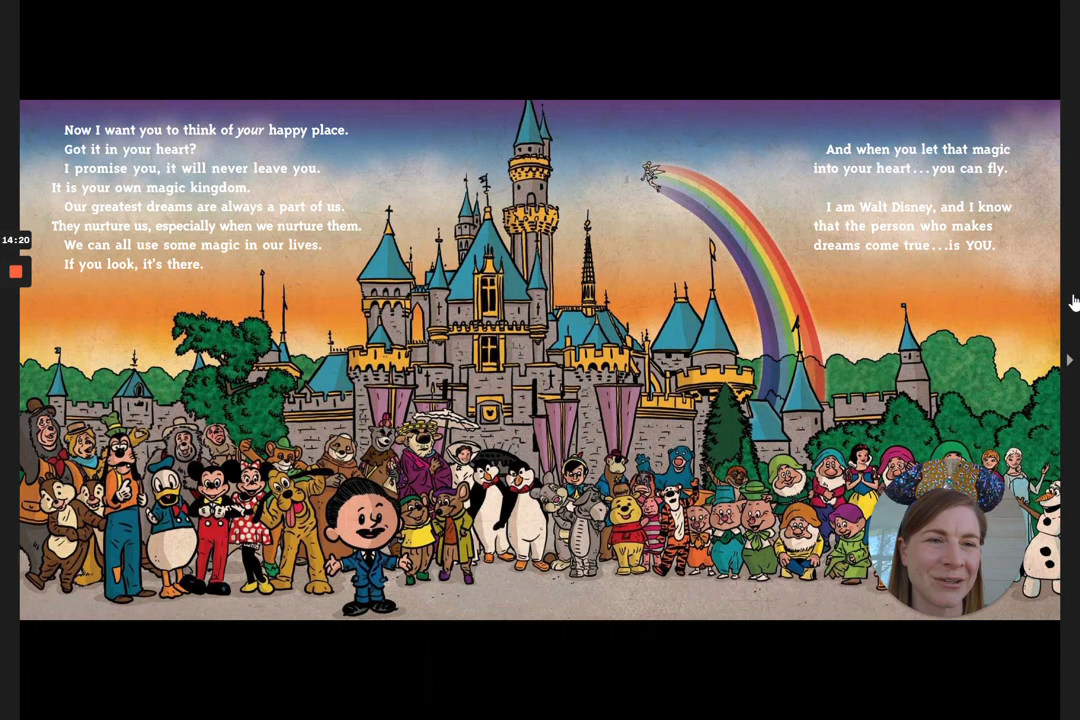 Now I want you to think of your happy place.
Got it in your heart?
I promise you, it will never leave you.
It is your own magic kingdom.
Our greatest dreams are always a part of us.
They nurture us, especially when we nurture them.
We can all use some magic in our lives.
If you look, it's there.
And when you let that magic
into your heart...you can fly.
I am Walt Disney, and I know
that the person who makes
dreams come true...is YOU.
14:20